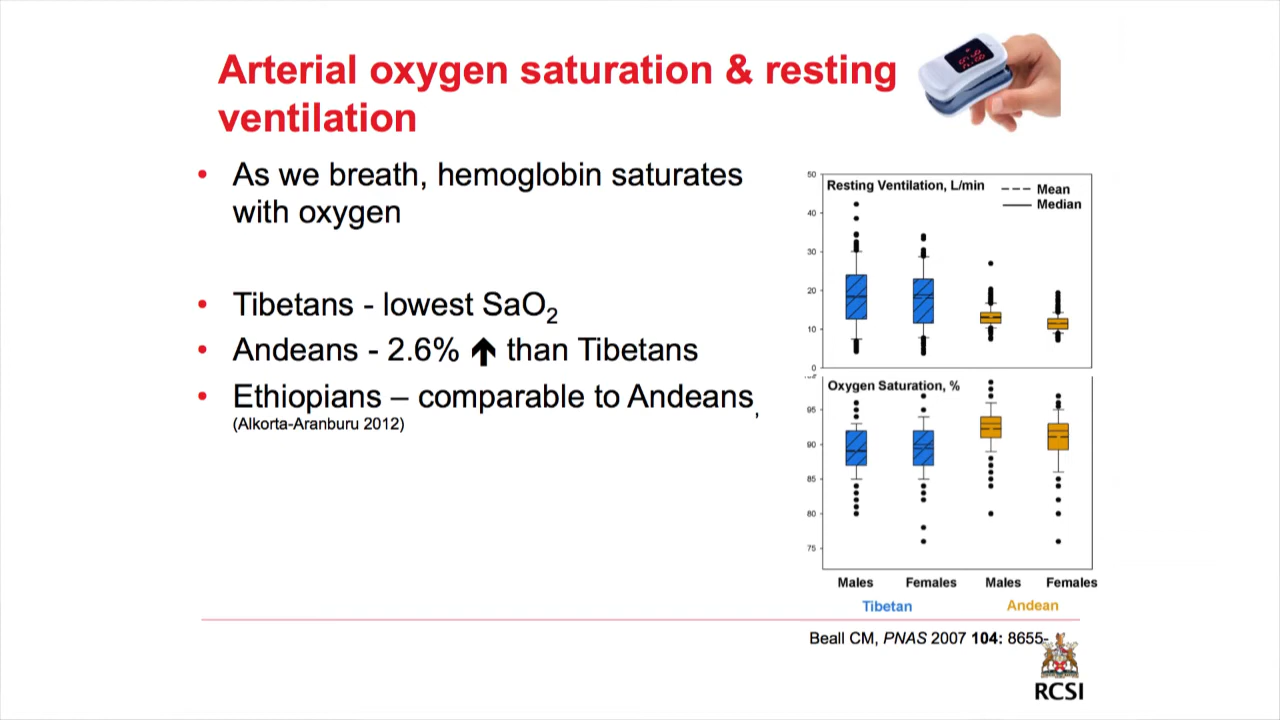 Arterial oxygen saturation & resting
ventilation
• As we breath, hemoglobin saturates
with oxygen
• Tibetans - lowest SaO₂
• Andeans - 2.6% 🡹 than Tibetans
• Ethiopians – comparable to Andeans,
(Alkorta-Aranburu 2012)
50
Resting Ventilation, L/min
Mean
Median
40
30
20
10
0
Oxygen Saturation, %
95
90
85
80
75
Males Females Males Females
Tibetan Andean
Beall CM, PNAS 2007 104: 8655-
RCSI